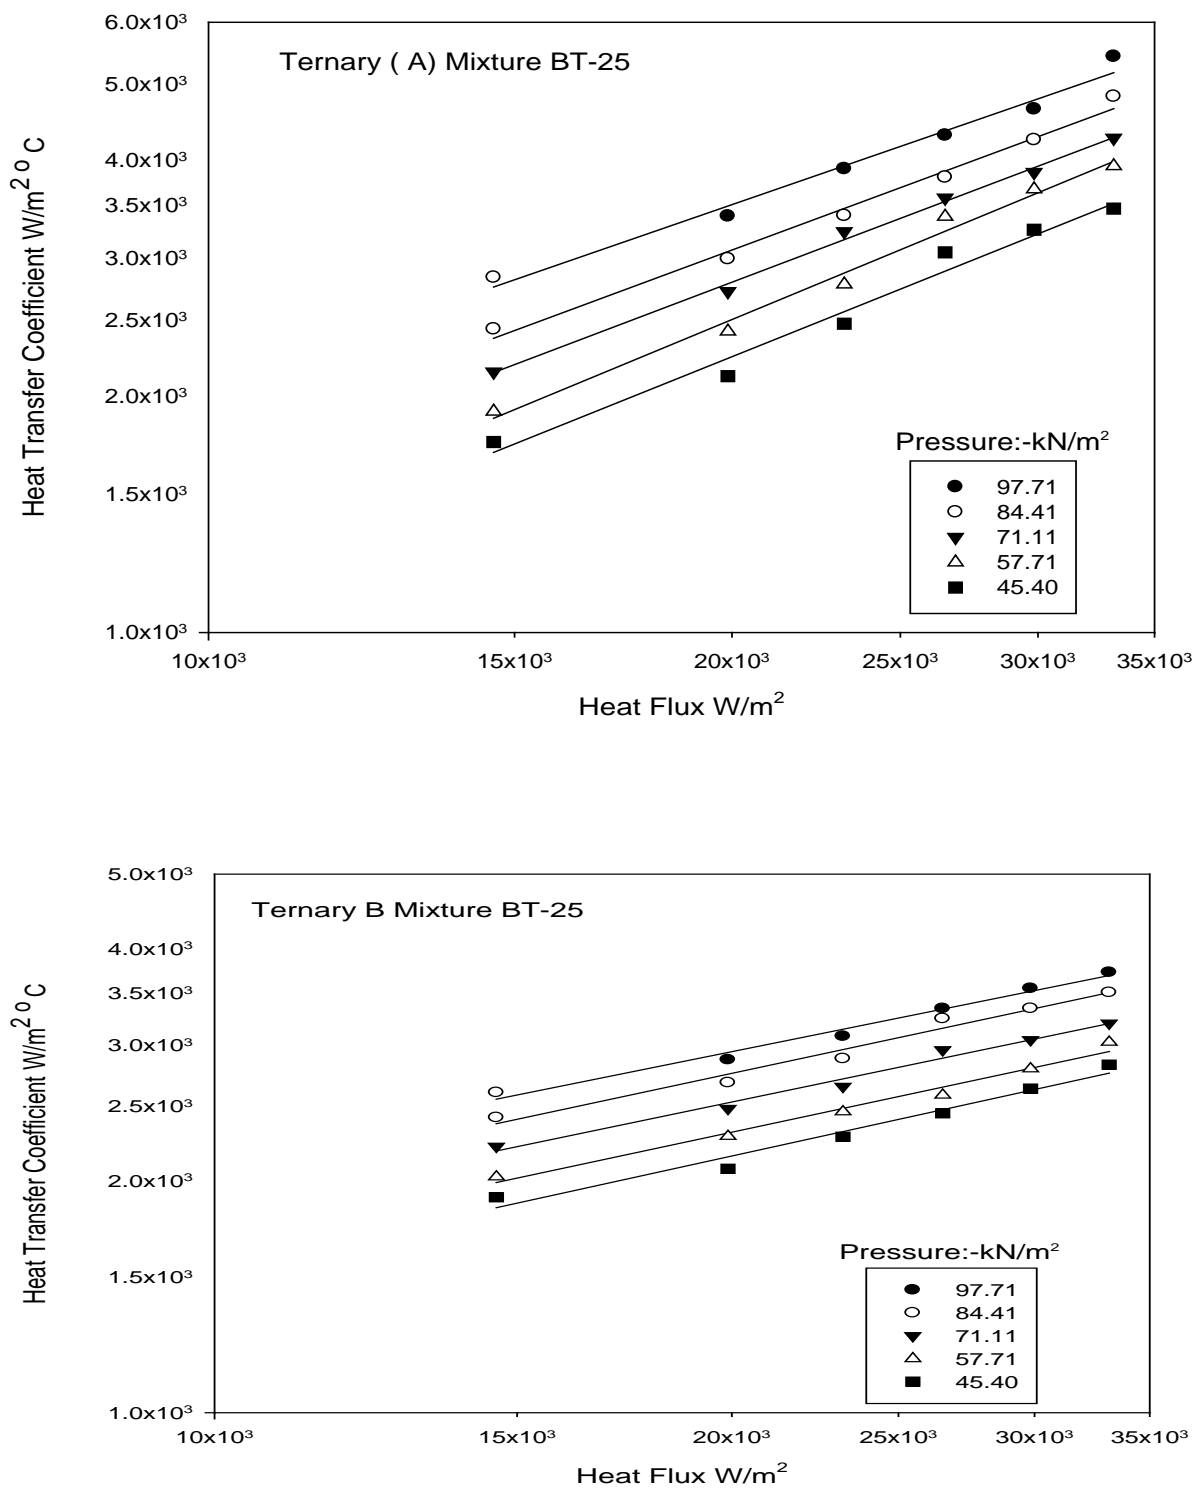 6.0x10³
Ternary ( A) Mixture BT-25
5.0x10³
4.0x10³
3.5x10³
3.0x10³
2.5x10³
2.0x10³
1.5x10³
1.0x10³
Heat Transfer Coefficient W/m² º C
Pressure:-kN/m²
97.71
84.41
71.11
57.71
45.40
10x10³ 15x10³ 20x10³ 25x10³ 30x10³ 35x10³
Heat Flux W/m²
5.0x10³
Ternary B Mixture BT-25
4.0x10³
3.5x10³
3.0x10³
2.5x10³
2.0x10³
1.5x10³
1.0x10³
Heat Transfer Coefficient W/m² º C
Pressure:-kN/m²
97.71
84.41
71.11
57.71
45.40
10x10³ 15x10³ 20x10³ 25x10³ 30x10³ 35x10³
Heat Flux W/m²